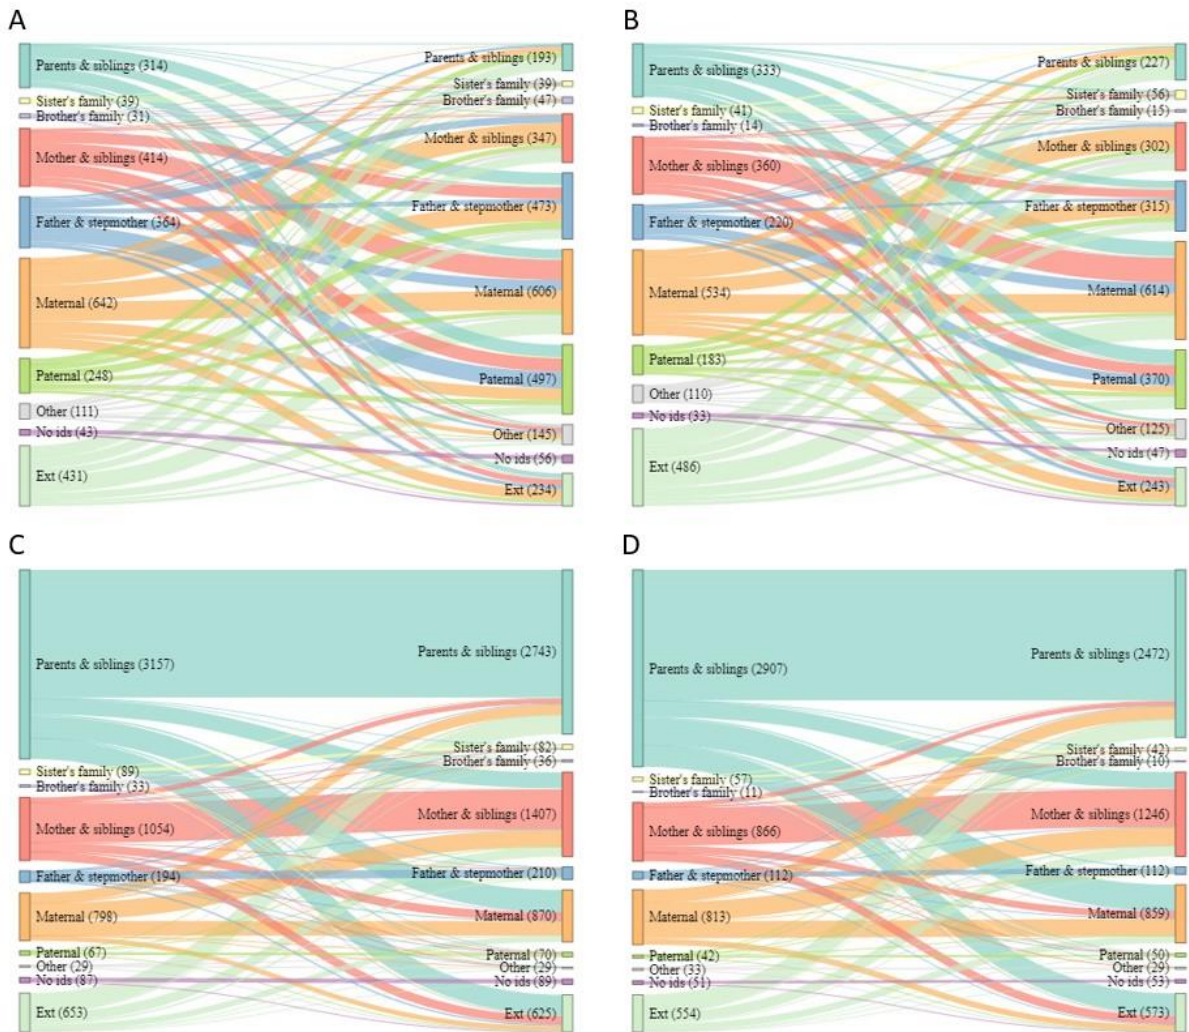 A
Parents & siblings (314)
Sister's family (39)
Brother's family (31)
Mother & siblings (414)
Father & stepmother (364)
Maternal (642)
Paternal (248)
Other (111)
No ids (43)
Ext (431)
Parents & siblings (193)
Sister's family (39)
Brother's family (47)
Mother & siblings (347)
Father & stepmother (473)
Maternal (606)
Paternal (497)
Other (145)
No ids (56)
Ext (234)
B
Parents & siblings (333)
Sister's family (41)
Brother's family (14)
Mother & siblings (360)
Father & stepmother (220)
Maternal (534)
Paternal (183)
Other (110)
No ids (33)
Ext (486)
Parents & siblings (227)
Sister's family (56)
Brother's family (15)
Mother & siblings (302)
Father & stepmother (315)
Maternal (614)
Paternal (370)
Other (125)
No ids (47)
Ext (243)
C
Parents & siblings (3157)
Sister's family (89)
Brother's family (33)
Mother & siblings (1054)
Father & stepmother (194)
Maternal (798)
Paternal (67)
Other (29)
No ids (87)
Ext (653)
Parents & siblings (2743)
Sister's family (82)
Brother's family (36)
Mother & siblings (1407)
Father & stepmother (210)
Maternal (870)
Paternal (70)
Other (29)
No ids (89)
Ext (625)
D
Parents & siblings (2907)
Sister's family (57)
Brother's family (11)
Mother & siblings (866)
Father & stepmother (112)
Maternal (813)
Paternal (42)
Other (33)
No ids (51)
Ext (554)
Parents & siblings (2472)
Sister's family (42)
Brother's family (10)
Mother & siblings (1246)
Father & stepmother (112)
Maternal (859)
Paternal (50)
Other (29)
No ids (53)
Ext (573)